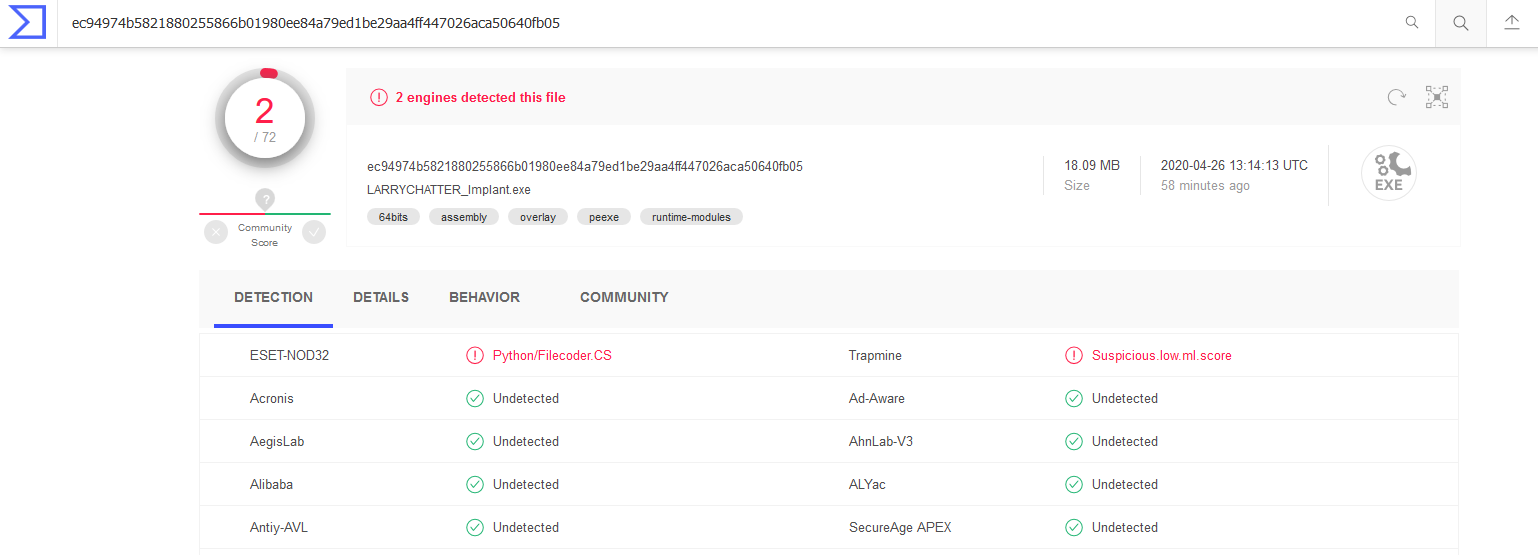 ec94974b5821880255866b01980ee84a79ed1be29aa4ff447026aca50640fb05
2
/ 72
?
Community
Score
2 engines detected this file
ec94974b5821880255866b01980ee84a79ed1be29aa4ff447026aca50640fb05
LARRYCHATTER_Implant.exe
64bits assembly overlay peexe runtime-modules
18.09 MB
Size
2020-04-26 13:14:13 UTC
58 minutes ago
EXE
DETECTION DETAILS BEHAVIOR COMMUNITY
ESET-NOD32 Python/Filecoder.CS Trapmine Suspicious.low.ml.score
Acronis Undetected Ad-Aware Undetected
AegisLab Undetected AhnLab-V3 Undetected
Alibaba Undetected ALYac Undetected
Antiy-AVL Undetected SecureAge APEX Undetected